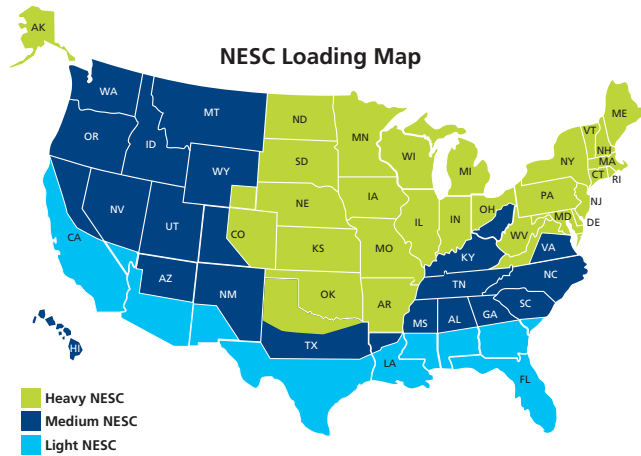 NESC Loading Map
AK
WA
MT
ND
MN
ME
VT
NH
OR
ID
SD
WI
MI
NY
MA
CT
RI
WY
IA
PA
NJ
NV
UT
NE
IL
IN
OH
MD
DE
CA
CO
KS
MO
WV
VA
KY
AZ
NM
OK
AR
TN
NC
SC
MS
AL
GA
TX
LA
HI
FL
Heavy NESC
Medium NESC
Light NESC